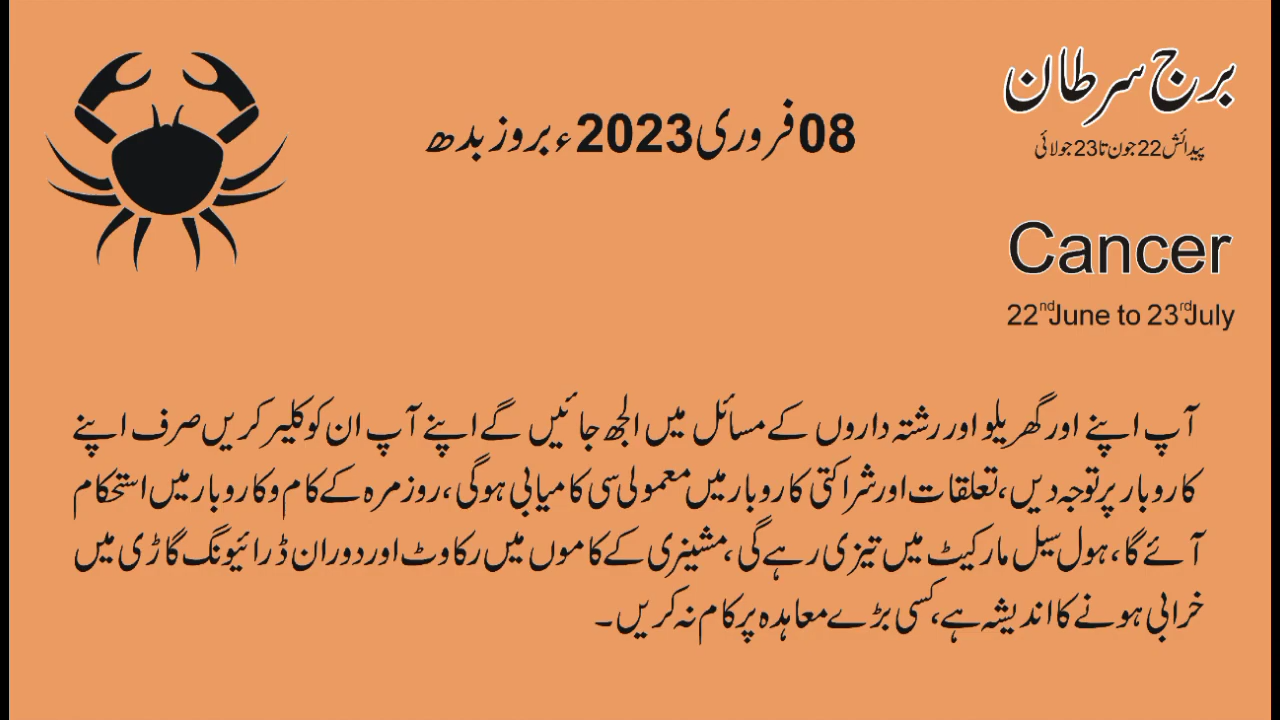 برج سرطان
پیدائش 22 جون تا 23 جولائی
08 فروری 2023ء بروز بدھ
Cancer
22nd June to 23rd July
آپ اپنے اور گھریلو اور رشتہ داروں کے مسائل میں الجھ جائیں گے اپنے آپ ان کو کلیر کریں صرف اپنے
کاروبار پر توجہ دیں، تعلقات اور شراکتی کاروبار میں معمولی سی کامیابی ہوگی، روزمرہ کے کام و کاروبار میں استحکام
آئے گا، ہول سیل مارکیٹ میں تیزی رہے گی، مشینری کے کاموں میں رکاوٹ اور دوران ڈرائیونگ گاڑی میں
خرابی ہونے کا اندیشہ ہے، کسی بڑے معاہدہ پر کام نہ کریں۔